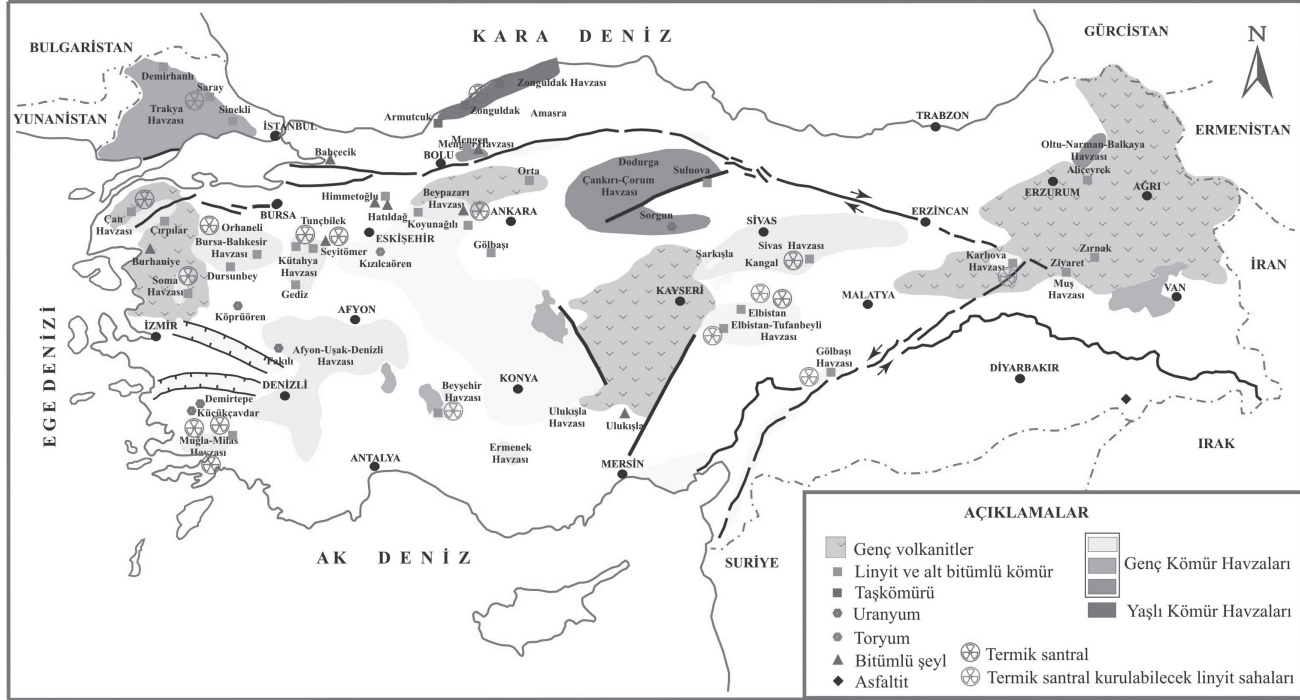 KARA DENİZ
BULGARİSTAN
GÜRCİSTAN
N
YUNANİSTAN
ERMENİSTAN
İRAN
IRAK
SURİYE
EGE DENİZİ
AK DENİZ
Demirhanlı
Saray
Trakya
Havzası
Sinekli
İSTANBUL
Zonguldak Havzası
Zonguldak
Amasra
Armutcuk
Mengen
Mengen Havzası
BOLU
Bahçecik
TRABZON
Oltu-Narman-Balkaya
Havzası
Aliçeyrek
ERZURUM
AĞRI
Dodurga
Çankırı-Çorum
Havzası
Suluova
Sorgun
Orta
Himmetoğlu
Beypazarı
Havzası
Hatıldağ
Koyunağılı
ANKARA
Gölbaşı
BURSA
Çan
Havzası
Çırpılar
Orhaneli
Bursa-Balıkesir
Havzası
Tunçbilek
Seyitömer
Kütahya
Havzası
ESKİŞEHİR
Kızılcaören
Burhaniye
Dursunbey
Gediz
Soma
Havzası
Köprüören
SİVAS
ERZİNCAN
Şarkışla
Sivas Havzası
Kangal
Karlıova
Havzası
Zırnak
Ziyaret
Muş
Havzası
VAN
KAYSERİ
MALATYA
Elbistan
Elbistan-Tufanbeyli
Havzası
Gölbaşı
Havzası
DİYARBAKIR
İZMİR
AFYON
Fakılı
Afyon-Uşak-Denizli
Havzası
DENİZLİ
Demirtepe
Küçükçavdar
Muğla-Milas
Havzası
Beyşehir
Havzası
KONYA
Ulukışla
Havzası
Ulukışla
Ermenek
Havzası
ANTALYA
MERSİN
AÇIKLAMALAR
Genç volkanitler
Linyit ve alt bitümlü kömür
Taşkömürü
Uranyum
Toryum
Bitümlü şeyl
Asfaltit
Genç Kömür Havzaları
Yaşlı Kömür Havzaları
Termik santral
Termik santral kurulabilecek linyit sahaları